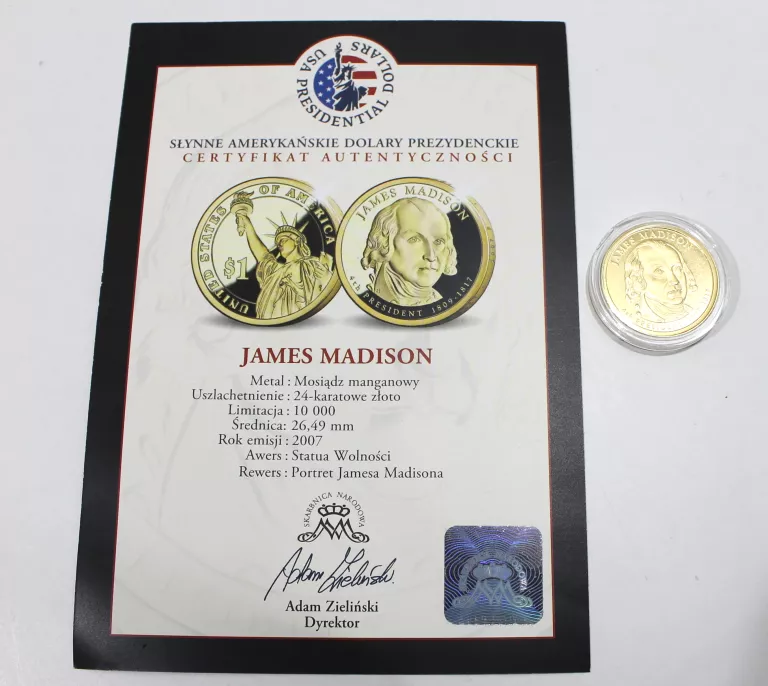 USA PRESIDENTIAL DOLLARS
SŁYNNE AMERYKAŃSKIE DOLARY PREZYDENCKIE
CERTYFIKAT AUTENTYCZNOŚCI
UNITED STATES OF AMERICA
$1
JAMES MADISON
4th PRESIDENT 1809-1817
JAMES MADISON
JAMES MADISON
Metal : Mosiądz manganowy
Uszlachetnienie : 24-karatowe złoto
Limitacja : 10 000
Średnica: 26,49 mm
Rok emisji : 2007
Awers : Statua Wolności
Rewers : Portret Jamesa Madisona
SKARBNICA NARODOWA
Adam Zieliński
Adam Zieliński
Dyrektor